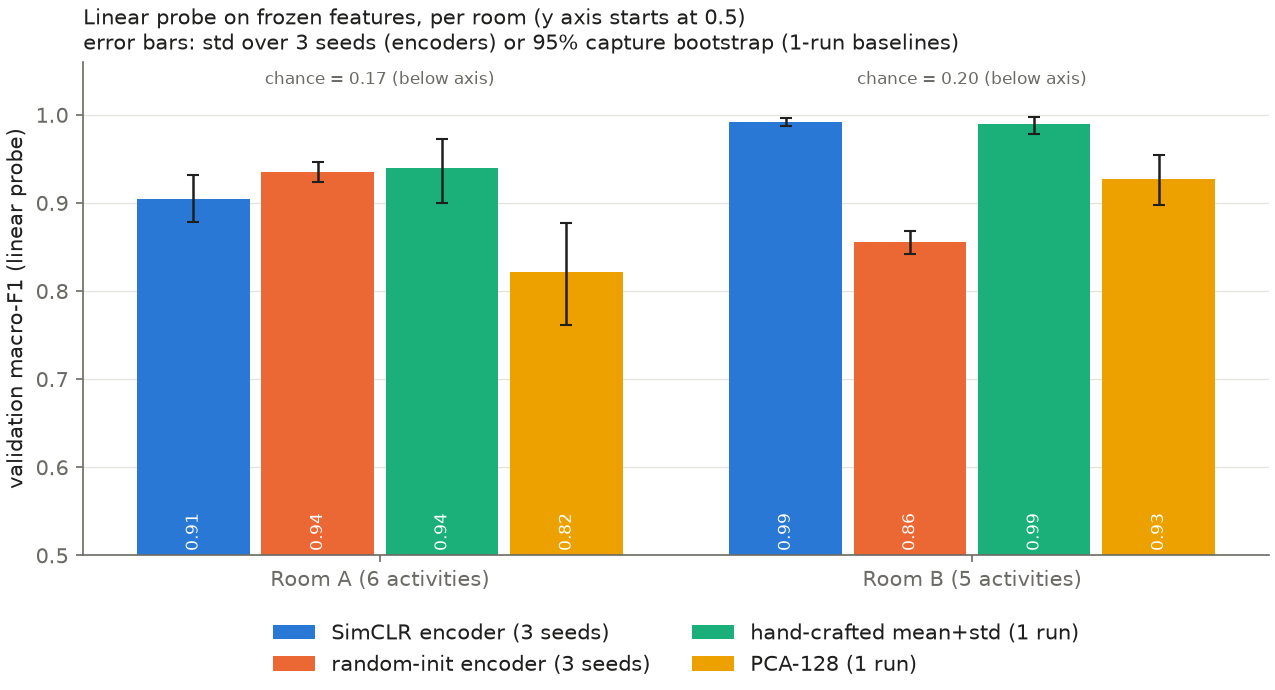 Linear probe on frozen features, per room (y axis starts at 0.5)
error bars: std over 3 seeds (encoders) or 95% capture bootstrap (1-run baselines)
chance = 0.17 (below axis)
chance = 0.20 (below axis)
validation macro-F1 (linear probe)
1.0
0.9
0.8
0.7
0.6
0.5
0.91
0.94
0.94
0.82
0.99
0.86
0.99
0.93
Room A (6 activities)
Room B (5 activities)
SimCLR encoder (3 seeds)
random-init encoder (3 seeds)
hand-crafted mean+std (1 run)
PCA-128 (1 run)